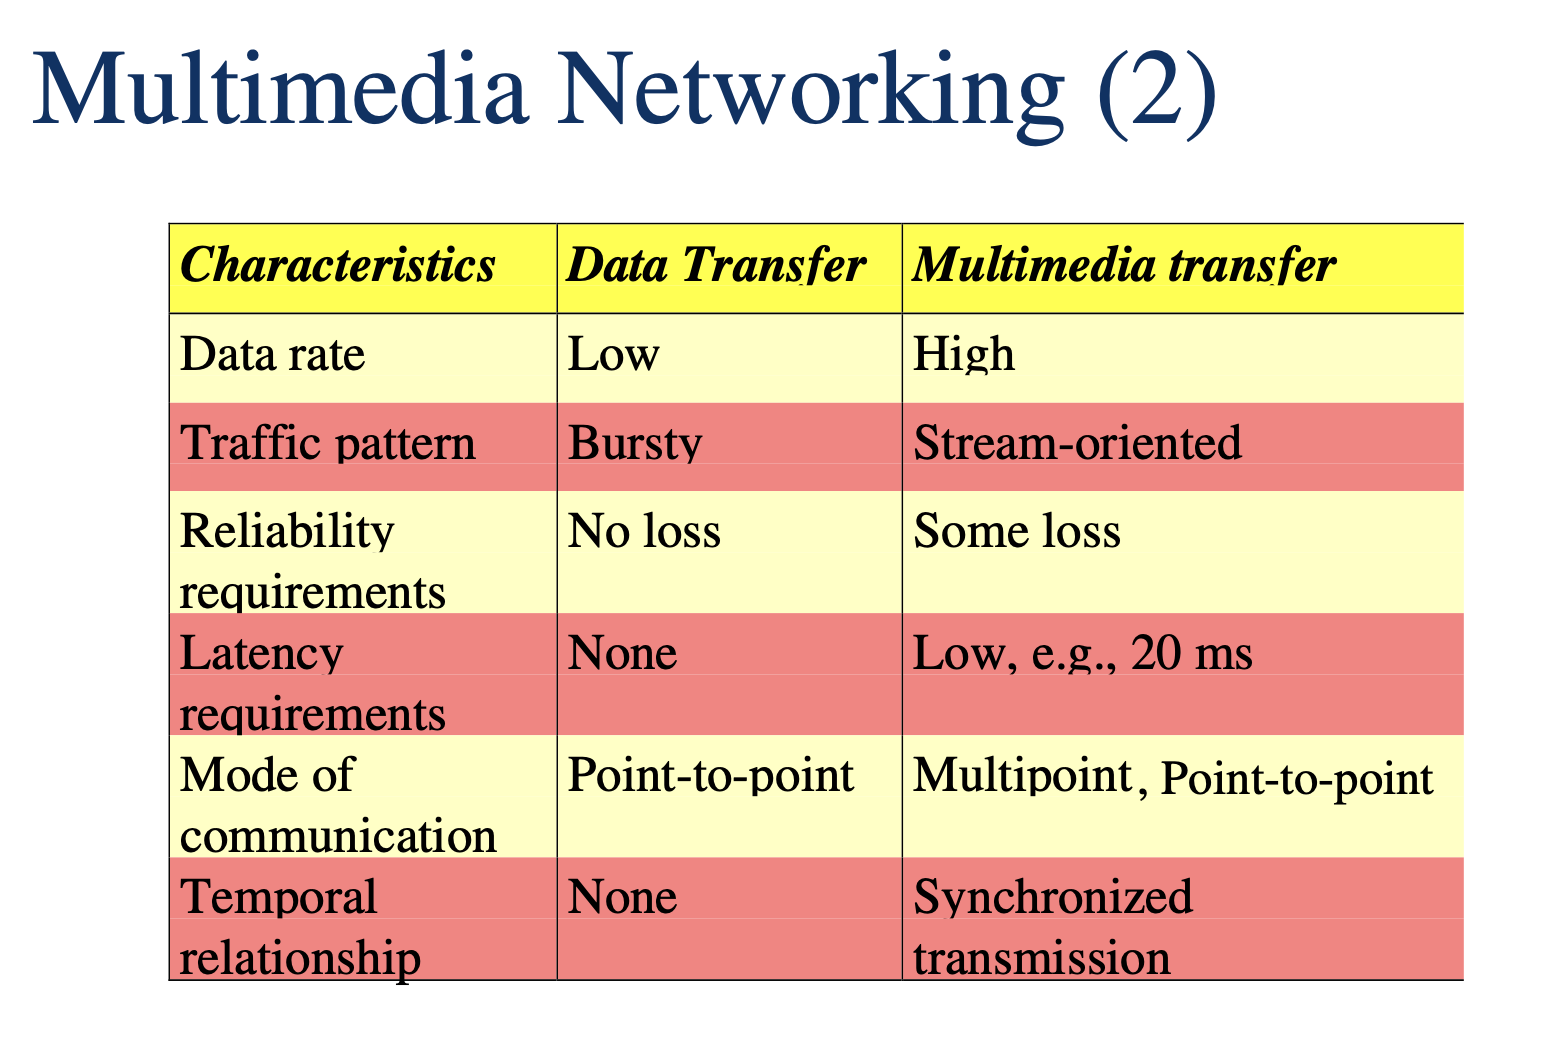 Multimedia Networking (2)
Characteristics Data Transfer Multimedia transfer
Data rate Low High
Traffic pattern Bursty Stream-oriented
Reliability No loss Some loss
requirements
Latency None Low, e.g., 20 ms
requirements
Mode of Point-to-point Multipoint, Point-to-point
communication
Temporal None Synchronized
relationship transmission